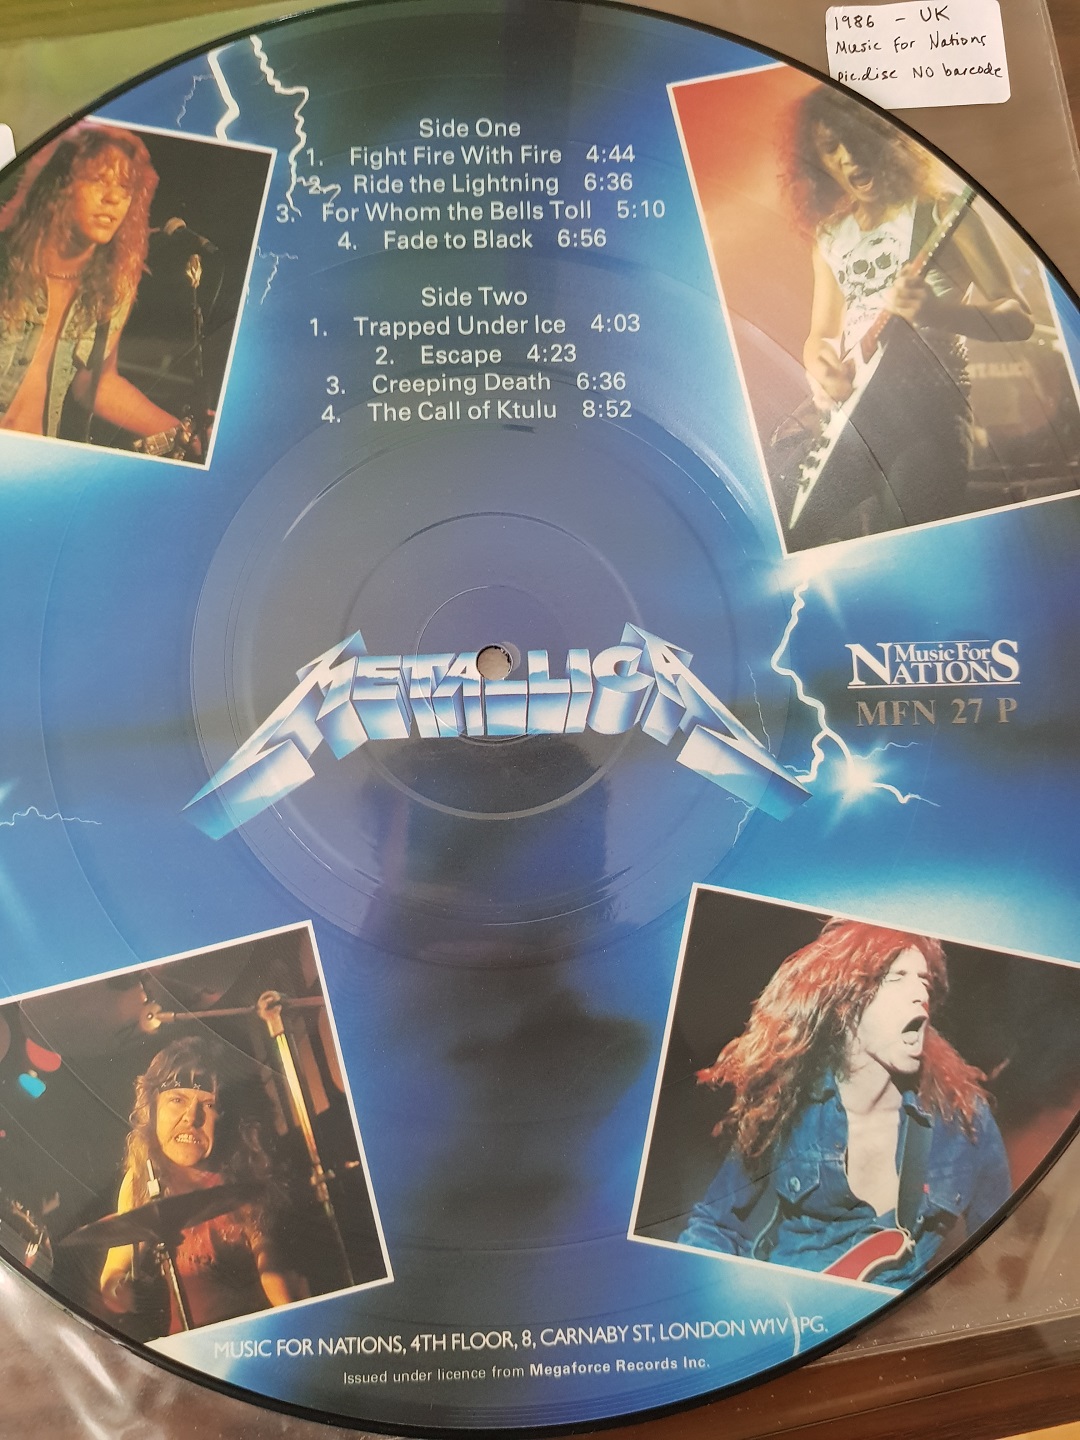 1986 - UK
Music For Nations
pic.disc NO barcode
Side One
1. Fight Fire With Fire 4:44
2. Ride the Lightning 6:36
3. For Whom the Bells Toll 5:10
4. Fade to Black 6:56
Side Two
1. Trapped Under Ice 4:03
2. Escape 4:23
3. Creeping Death 6:36
4. The Call of Ktulu 8:52
METALLICA
Music For
NATIONS
MFN 27 P
MUSIC FOR NATIONS, 4TH FLOOR, 8, CARNABY ST, LONDON W1V 1PG.
Issued under licence from Megaforce Records Inc.